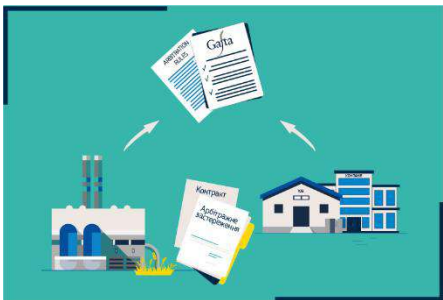 ARBITRATION
RULES
Gafta
Контракт
Арбітражне
застереження